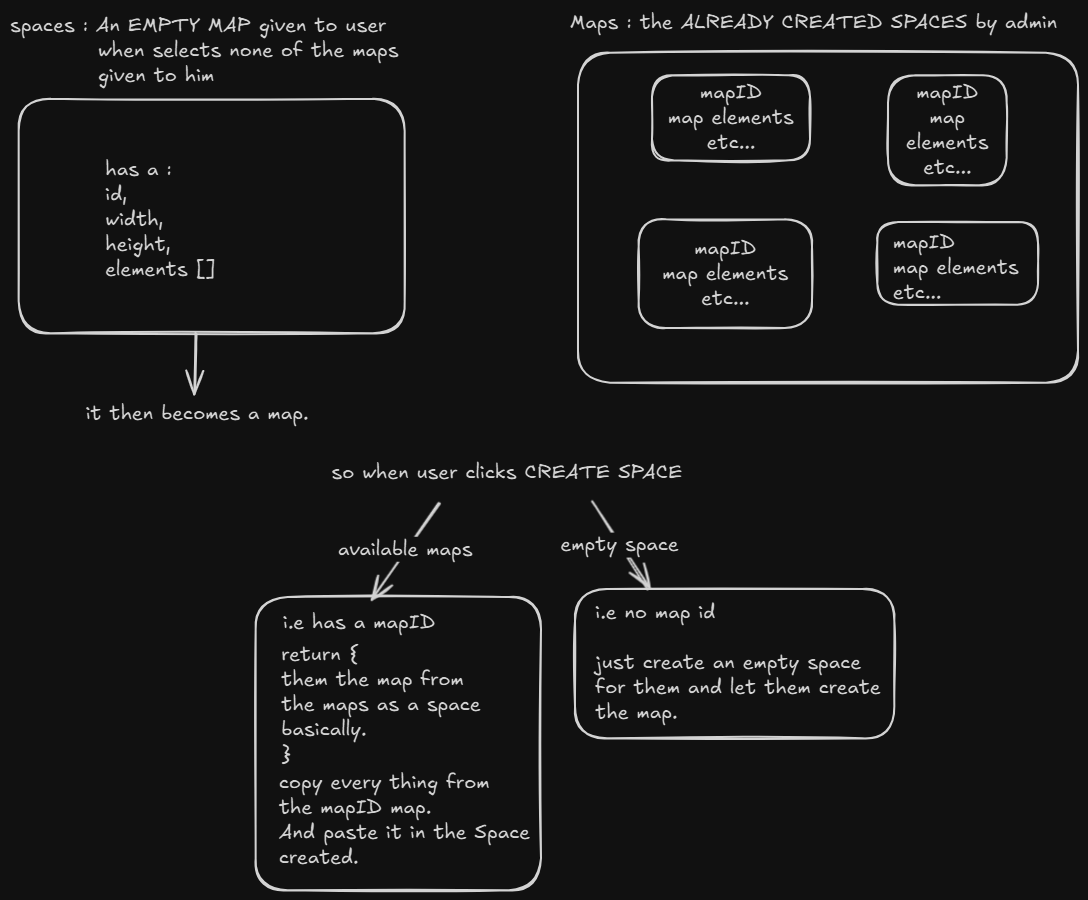 spaces : An EMPTY MAP given to user
when selects none of the maps
given to him
has a :
id,
width,
height,
elements []
it then becomes a map.
Maps : the ALREADY CREATED SPACES by admin
mapID
map elements
etc...
mapID
map
elements
etc...
mapID
map elements
etc...
mapID
map elements
etc...
so when user clicks CREATE SPACE
available maps
i.e has a mapID
return {
them the map from
the maps as a space
basically.
}
copy every thing from
the mapID map.
And paste it in the Space
created.
empty space
i.e no map id
just create an empty space
for them and let them create
the map.